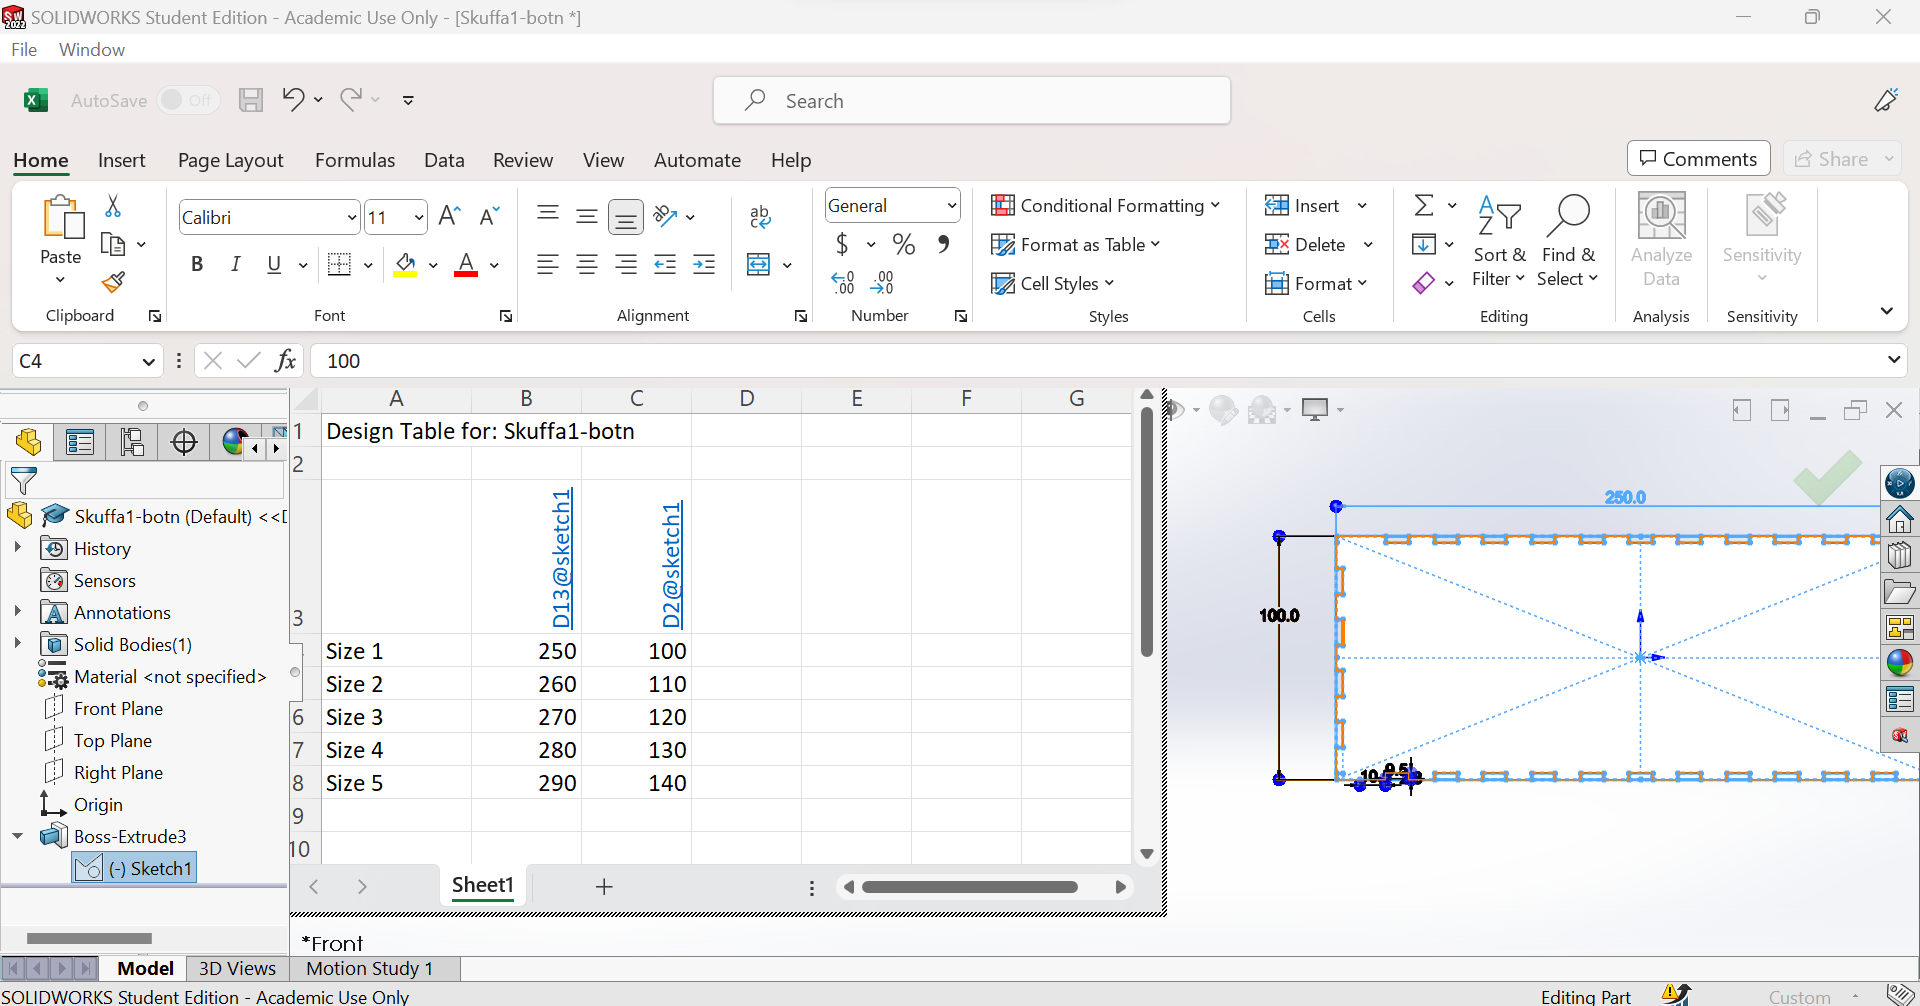 SOLIDWORKS Student Edition - Academic Use Only - [Skuffa1-botn *]
File Window
AutoSave Off
Search
Home Insert Page Layout Formulas Data Review View Automate Help
Comments Share
Calibri 11
General
Conditional Formatting
Insert
Paste
Format as Table
Delete
Sort & Filter
Find & Select
Analyze Data
Sensitivity
Cell Styles
Format
Clipboard Font Alignment Number Styles Cells Editing Analysis Sensitivity
C4 fx 100
A B C D E F G
1 Design Table for: Skuffa1-botn
2
3 D13@sketch1 D2@sketch1
Size 1 250 100
Size 2 260 110
6 Size 3 270 120
7 Size 4 280 130
8 Size 5 290 140
9
10
Sheet1
Skuffa1-botn (Default) <<
History
Sensors
Annotations
Solid Bodies(1)
Material <not specified>
Front Plane
Top Plane
Right Plane
Origin
Boss-Extrude3
(-) Sketch1
250.0
100.0
*Front
Model 3D Views Motion Study 1
SOLIDWORKS Student Edition - Academic Use Only
Editing Part Custom